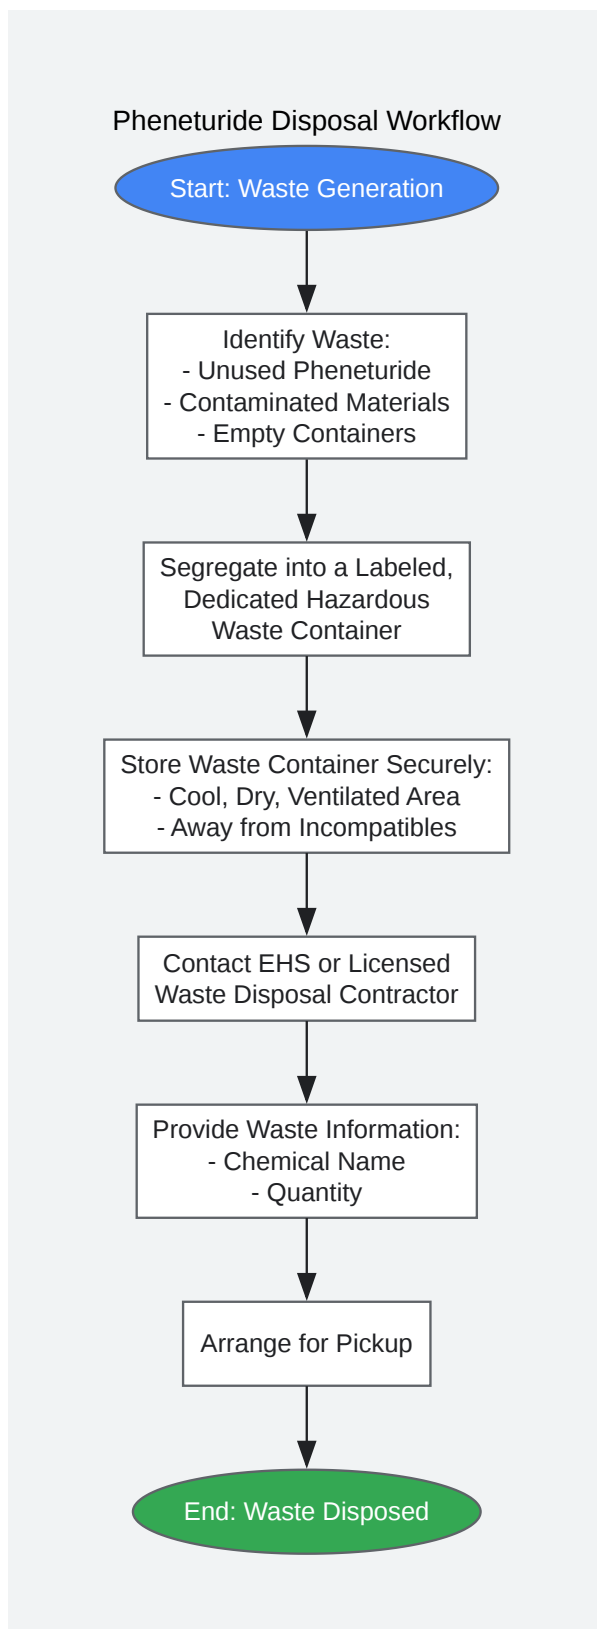 Pheneturide Disposal Workflow
Start: Waste Generation
Identify Waste:
- Unused Pheneturide
- Contaminated Materials
- Empty Containers
Segregate into a Labeled,
Dedicated Hazardous
Waste Container
Store Waste Container Securely:
- Cool, Dry, Ventilated Area
- Away from Incompatibles
Contact EHS or Licensed
Waste Disposal Contractor
Provide Waste Information:
- Chemical Name
- Quantity
Arrange for Pickup
End: Waste Disposed